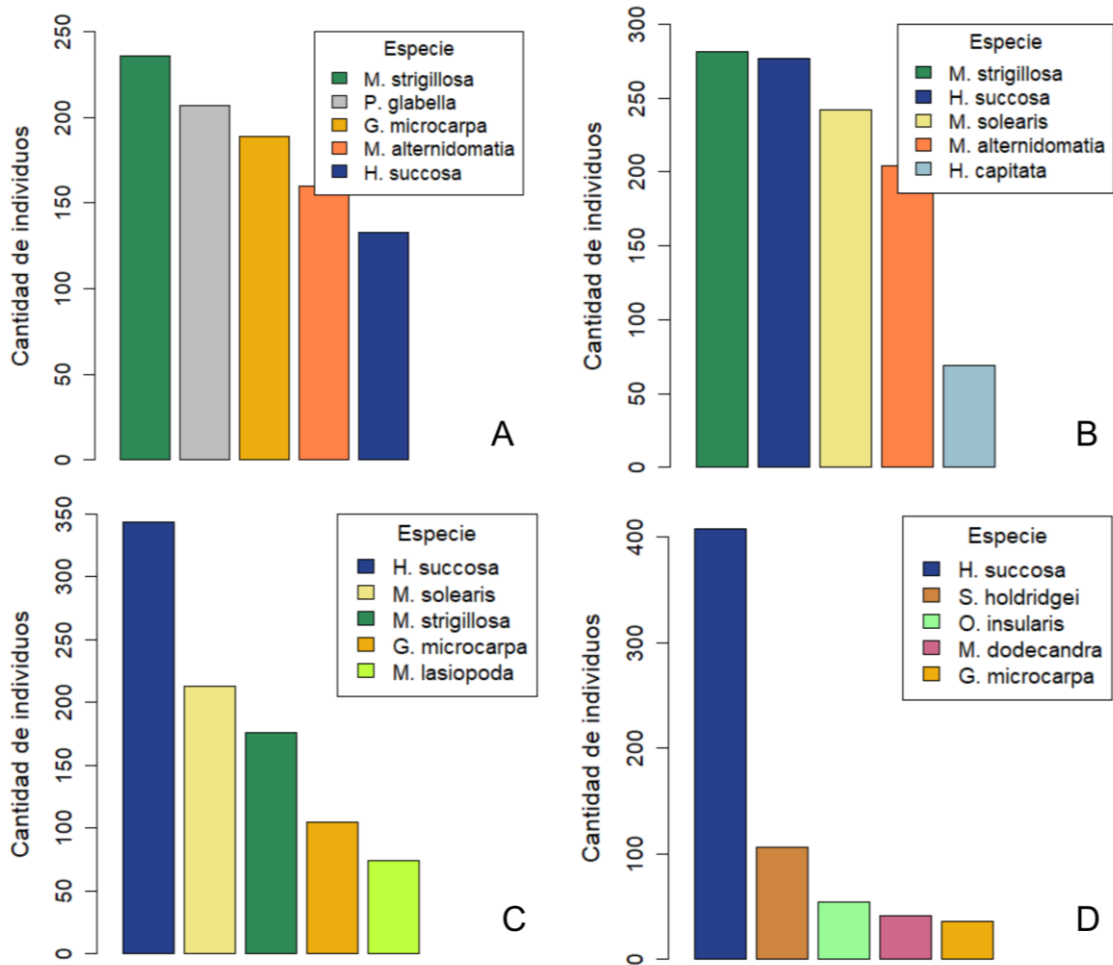 Cantidad de individuos
250
200
150
100
50
0
Especie
M. strigillosa
P. glabella
G. microcarpa
M. alternidomatia
H. succosa
A
Cantidad de individuos
300
250
200
150
100
50
0
Especie
M. strigillosa
H. succosa
M. solearis
M. alternidomatia
H. capitata
B
Cantidad de individuos
350
300
250
200
150
100
50
0
Especie
H. succosa
M. solearis
M. strigillosa
G. microcarpa
M. lasiopoda
C
Cantidad de individuos
400
300
200
100
0
Especie
H. succosa
S. holdridgei
O. insularis
M. dodecandra
G. microcarpa
D